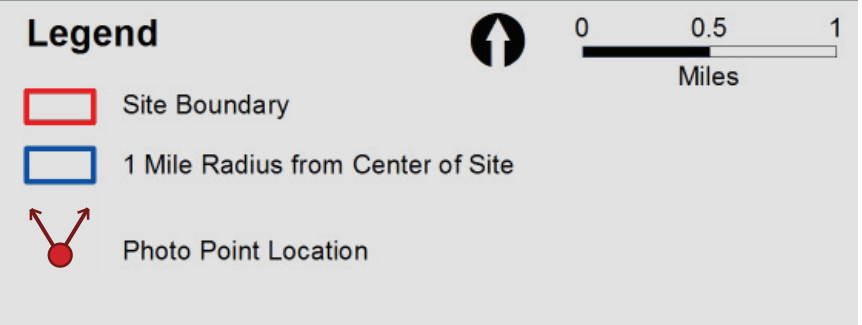 Legend
0 0.5 1
Miles
Site Boundary
1 Mile Radius from Center of Site
Photo Point Location